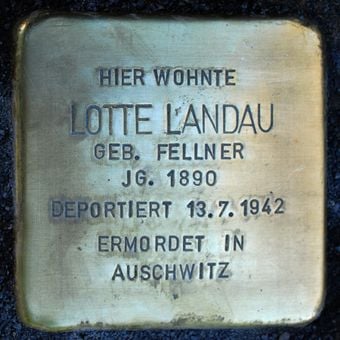 HIER WOHNTE
LOTTE LANDAU
GEB. FELLNER
JG. 1890
DEPORTIERT 13.7.1942
ERMORDET IN
AUSCHWITZ